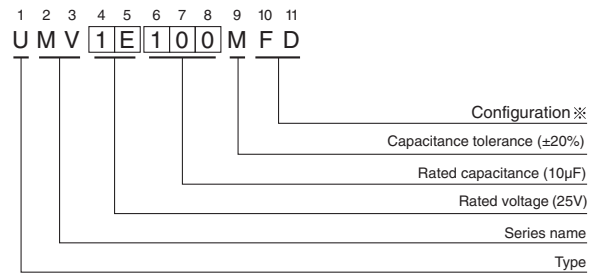 1 2 3 4 5 6 7 8 9 10 11
U M V 1 E 1 0 0 M F D
Configuration※
Capacitance tolerance (±20%)
Rated capacitance (10µF)
Rated voltage (25V)
Series name
Type